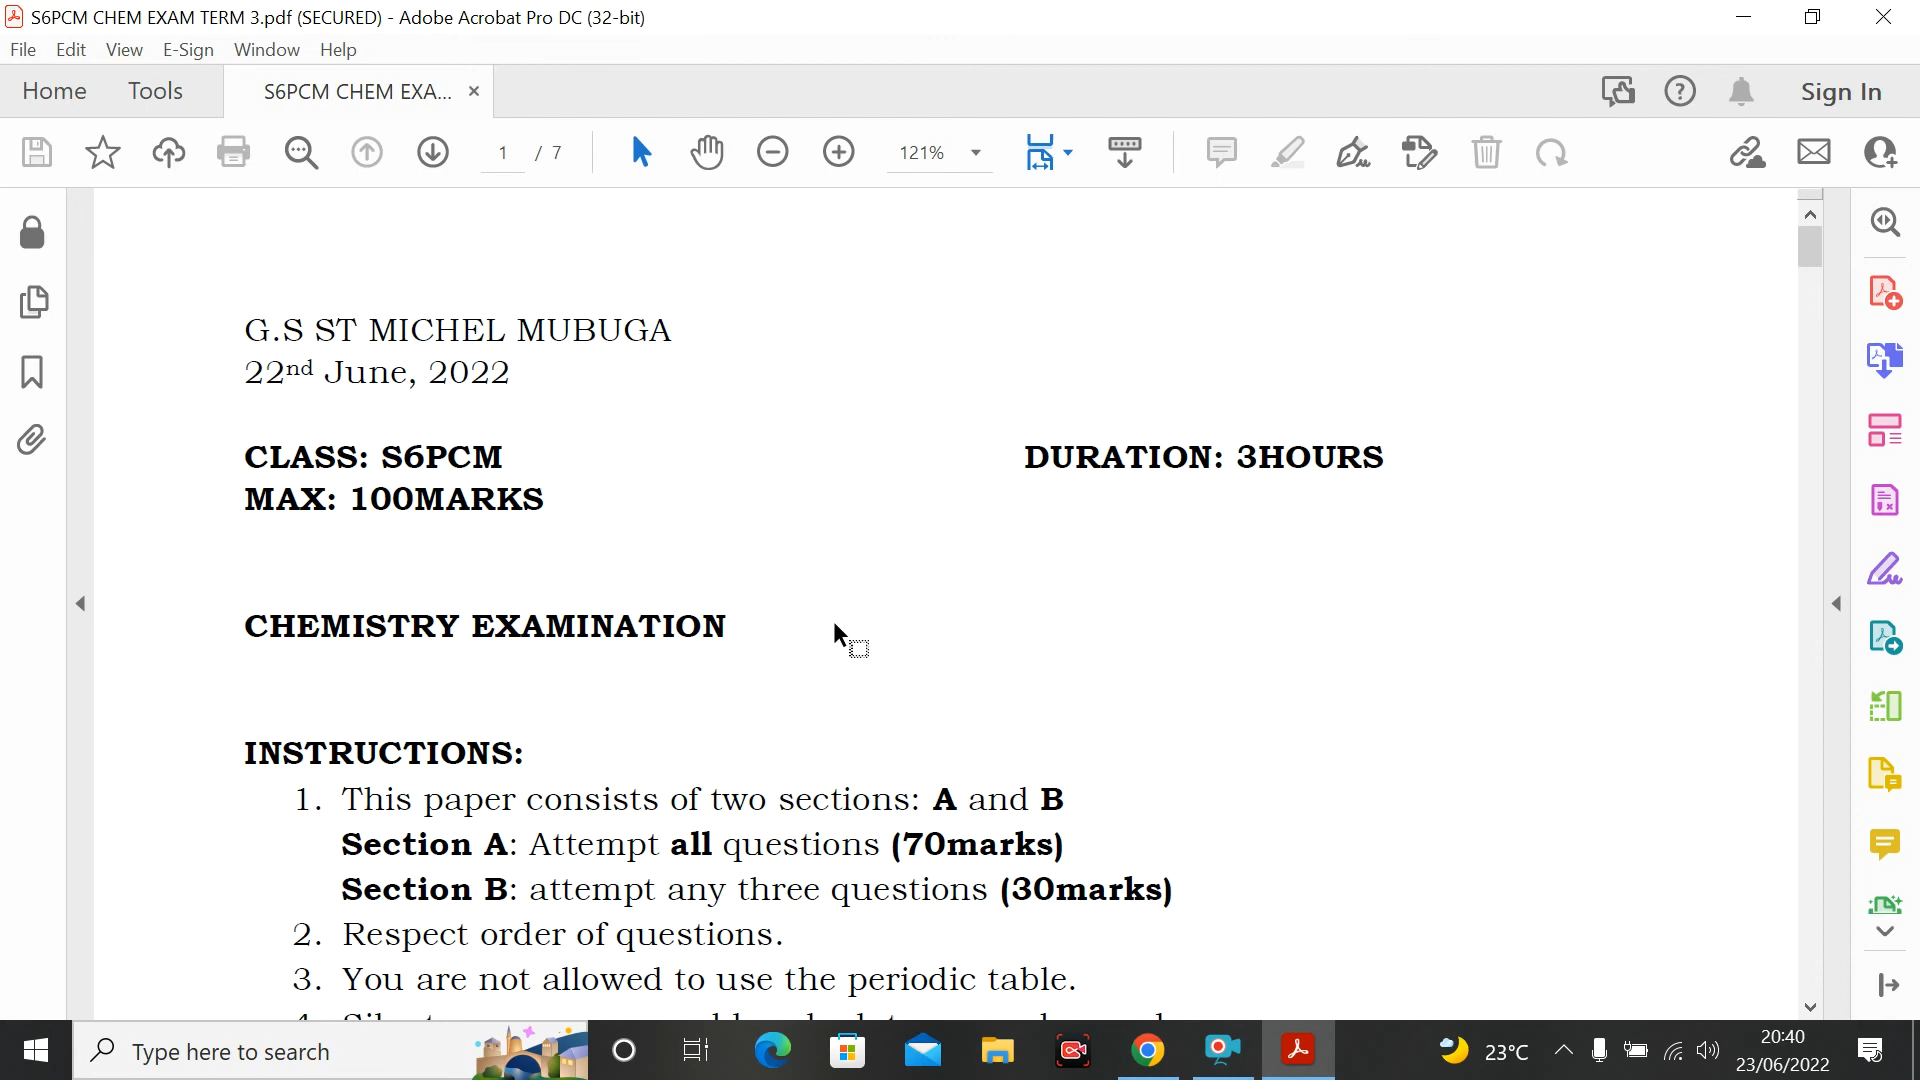 S6PCM CHEM EXAM TERM 3.pdf (SECURED) - Adobe Acrobat Pro DC (32-bit)
File Edit View E-Sign Window Help
Home Tools S6PCM CHEM EXA... × Sign In
1 / 7 121%
G.S ST MICHEL MUBUGA
22nd June, 2022
CLASS: S6PCM DURATION: 3HOURS
MAX: 100MARKS
CHEMISTRY EXAMINATION
INSTRUCTIONS:
1. This paper consists of two sections: A and B
Section A: Attempt all questions (70marks)
Section B: attempt any three questions (30marks)
2. Respect order of questions.
3. You are not allowed to use the periodic table.
Type here to search
23°C
20:40
23/06/2022